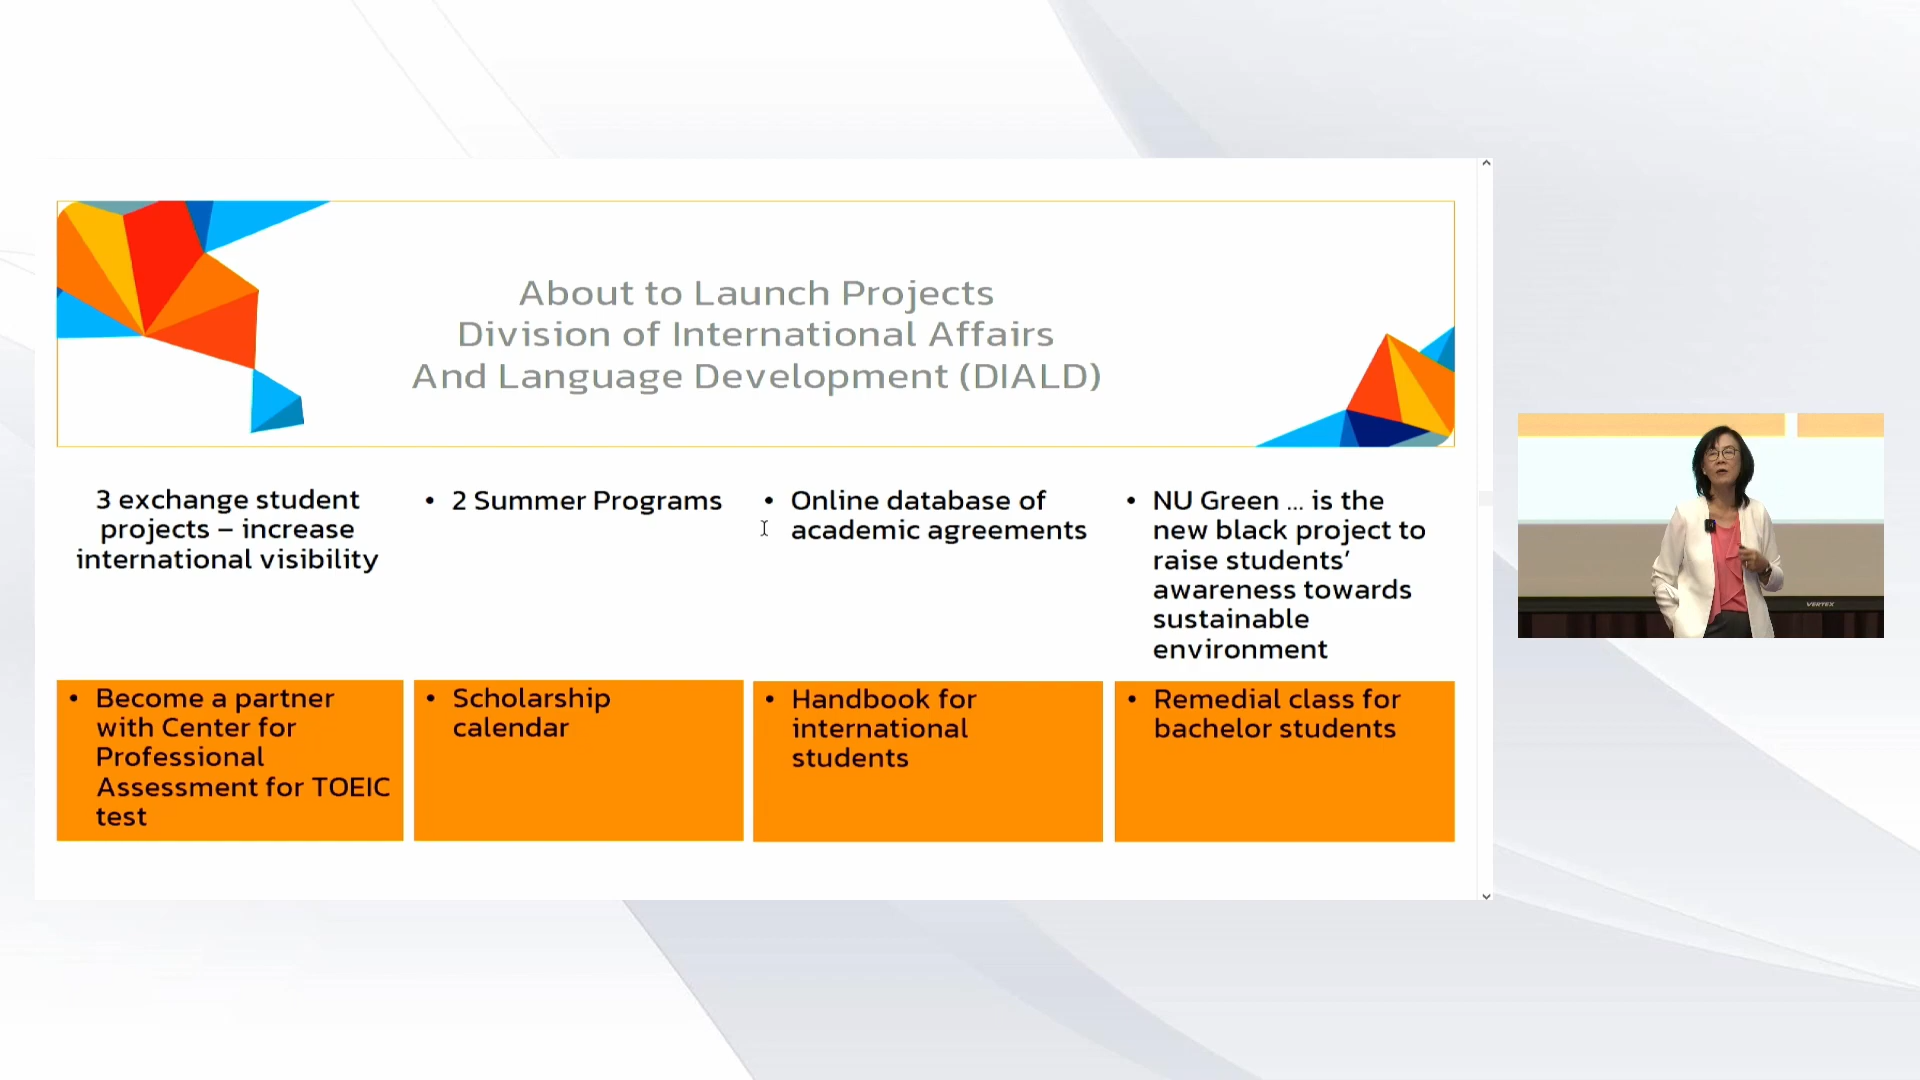 About to Launch Projects
Division of International Affairs
And Language Development (DIALD)
3 exchange student
projects – increase
international visibility
• 2 Summer Programs
• Online database of
academic agreements
• NU Green ... is the
new black project to
raise students’
awareness towards
sustainable
environment
• Become a partner
with Center for
Professional
Assessment for TOEIC
test
• Scholarship
calendar
• Handbook for
international
students
• Remedial class for
bachelor students
VERTEX